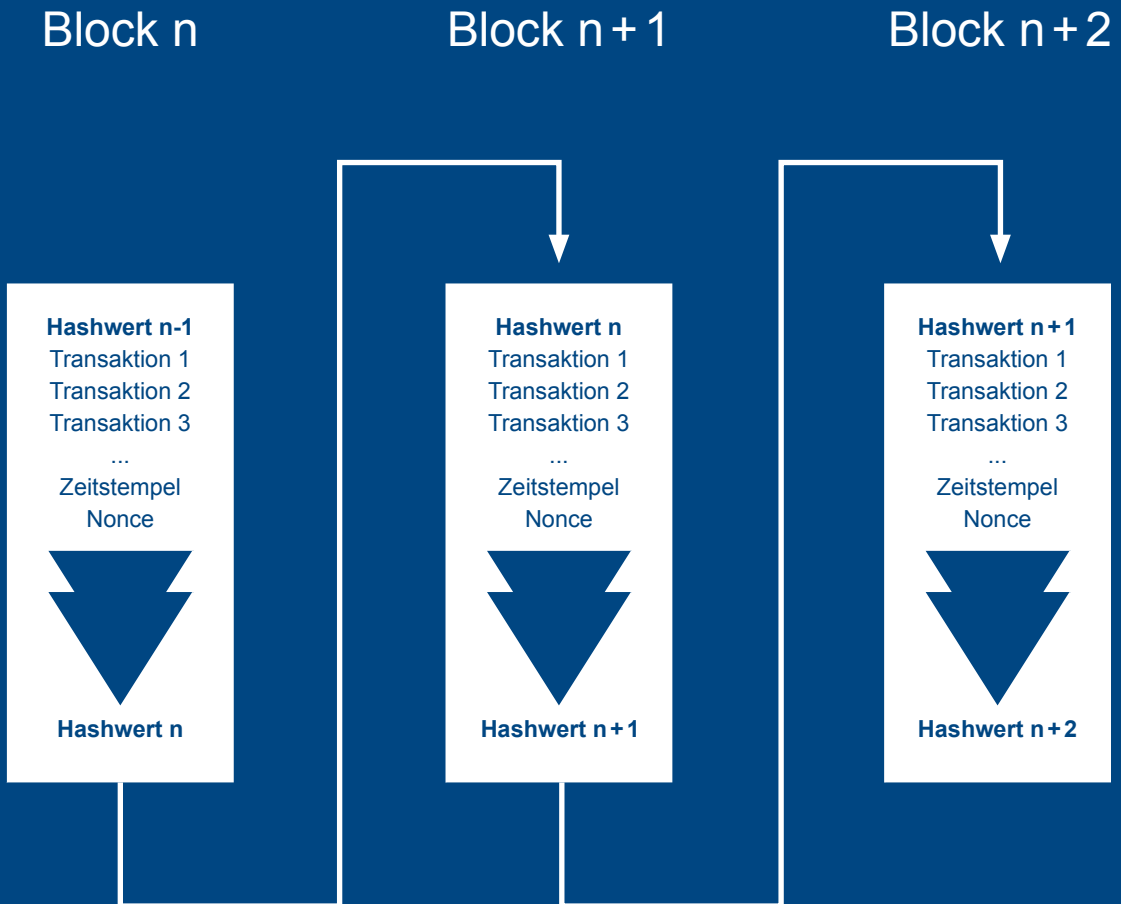 Block n
Block n + 1
Block n + 2
Hashwert n-1
Transaktion 1
Transaktion 2
Transaktion 3
...
Zeitstempel
Nonce
Hashwert n
Hashwert n
Transaktion 1
Transaktion 2
Transaktion 3
...
Zeitstempel
Nonce
Hashwert n + 1
Hashwert n + 1
Transaktion 1
Transaktion 2
Transaktion 3
...
Zeitstempel
Nonce
Hashwert n + 2